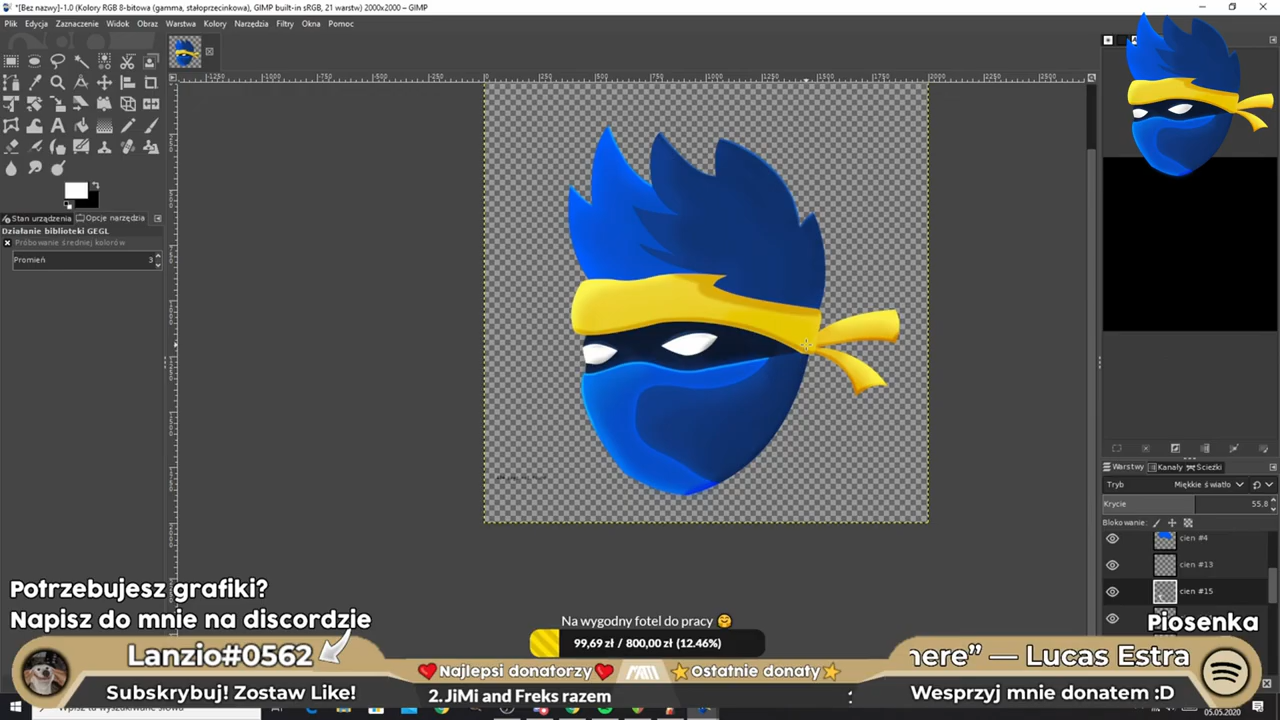 *[Bez nazwy]-1.0 (Kolory RGB 8-bitowa (gamma, stałoprzecinkowa), GIMP built-in sRGB, 21 warstw) 2000x2000 – GIMP
Plik Edycja Zaznaczenie Widok Obraz Warstwa Kolory Narzędzia Filtry Okna Pomoc
Stan urządzenia Opcje narzędzia
Działanie biblioteki GEGL
Próbowanie średniej kolorów
Promień 3
Warstwy Kanały Ścieżki
Tryb Miękkie światło
Krycie 55.8
Blokowanie:
cien #4
cien #13
cien #15
Potrzebujesz grafiki?
Napisz do mnie na discordzie
Lanzio#0562
Subskrybuj! Zostaw Like!
Na wygodny fotel do pracy
99,69 zł / 800,00 zł (12.46%)
Najlepsi donatorzy
Ostatnie donaty
2.JiMi and Freks razem
:
Piosenka
here” — Lucas Estra
Wesprzyj mnie donatem :D
05.05.2020